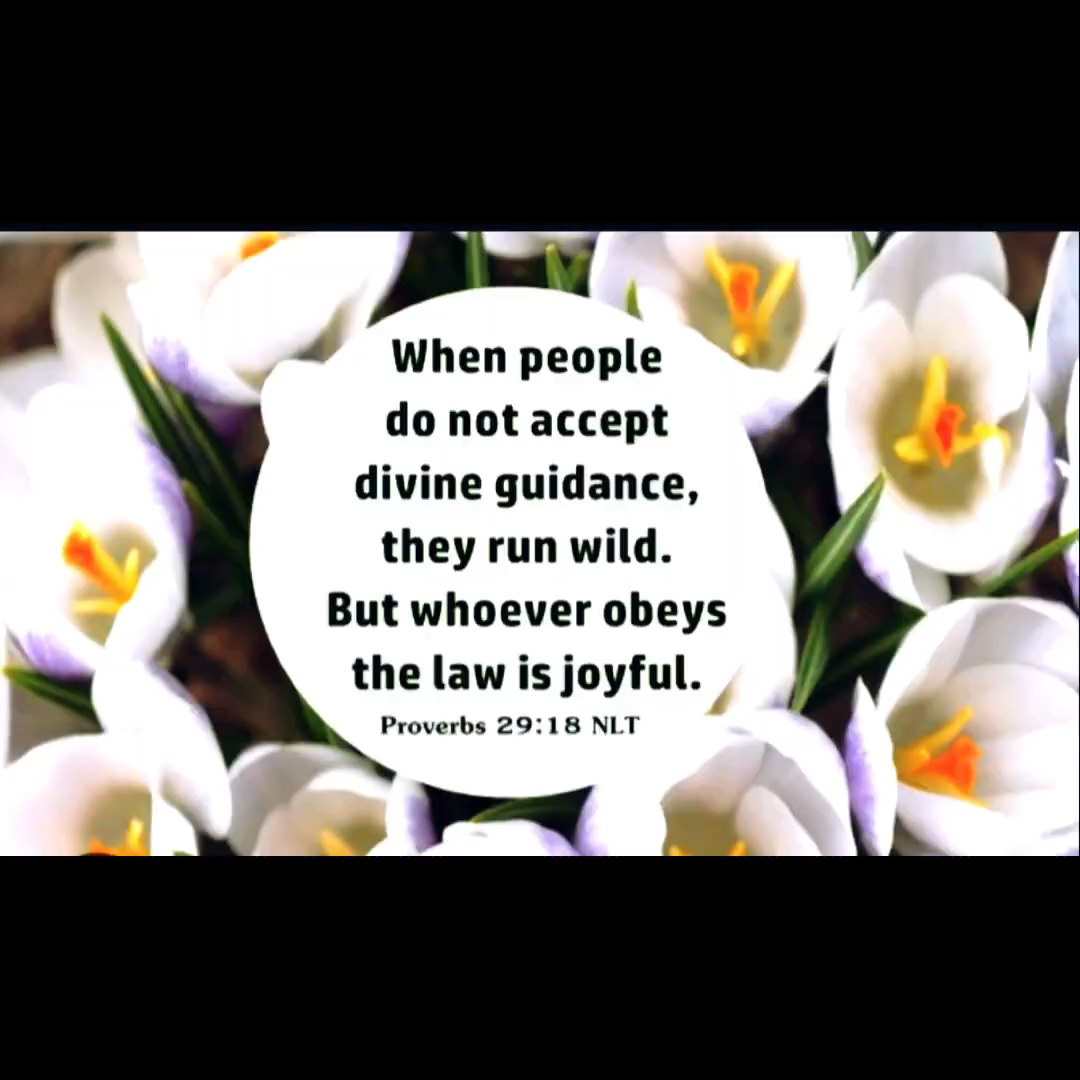 When people
do not accept
divine guidance,
they run wild.
But whoever obeys
the law is joyful.
Proverbs 29:18 NLT